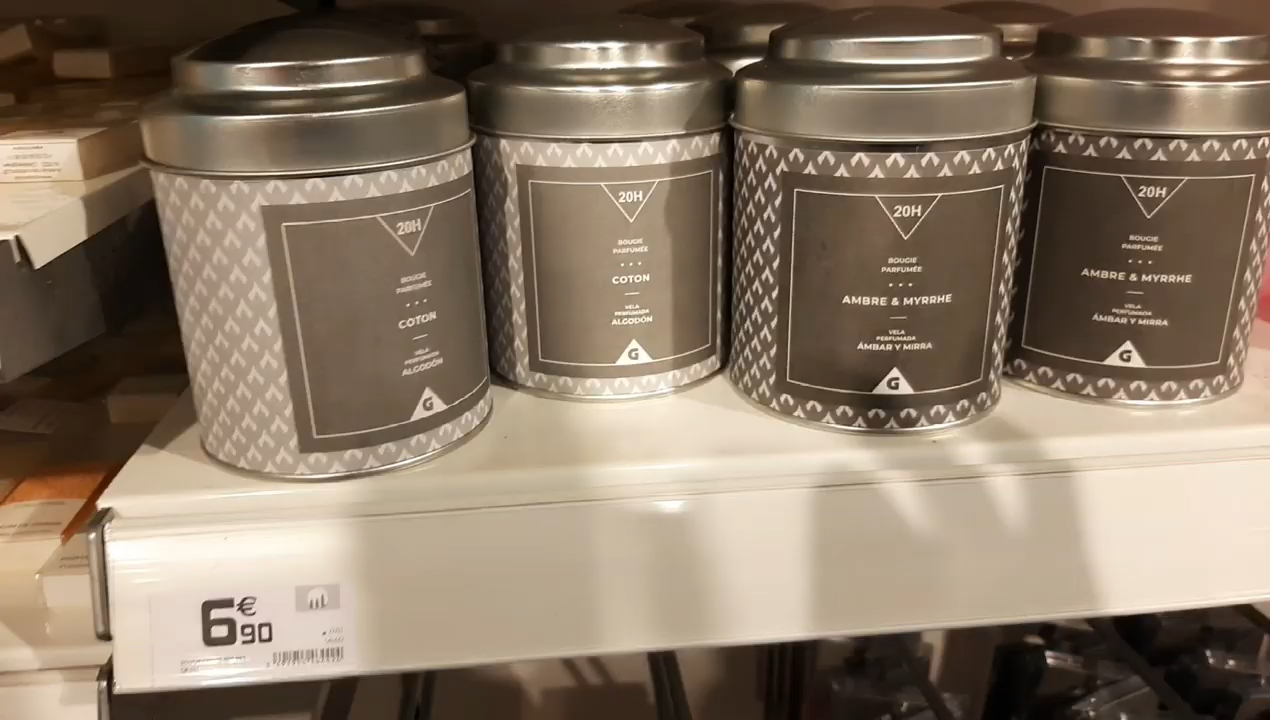 20H
BOUGIE
PARFUMÉE
COTON
VELA
PERFUMADA
ALGODÓN
G
20H
BOUGIE
PARFUMÉE
COTON
VELA
PERFUMADA
ALGODÓN
G
20H
BOUGIE
PARFUMÉE
AMBRE & MYRRHE
VELA
PERFUMADA
ÁMBAR Y MIRRA
G
20H
BOUGIE
PARFUMÉE
AMBRE & MYRRHE
VELA
PERFUMADA
ÁMBAR Y MIRRA
G
6€90